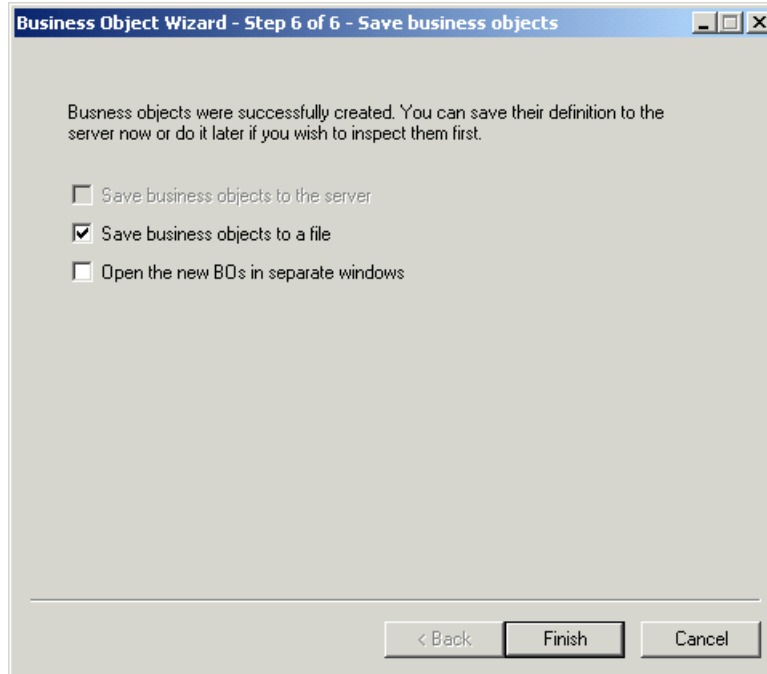 Business Object Wizard - Step 6 of 6 - Save business objects
Busness objects were successfully created. You can save their definition to the
server now or do it later if you wish to inspect them first.
Save business objects to the server
Save business objects to a file
Open the new BOs in separate windows
< Back Finish Cancel